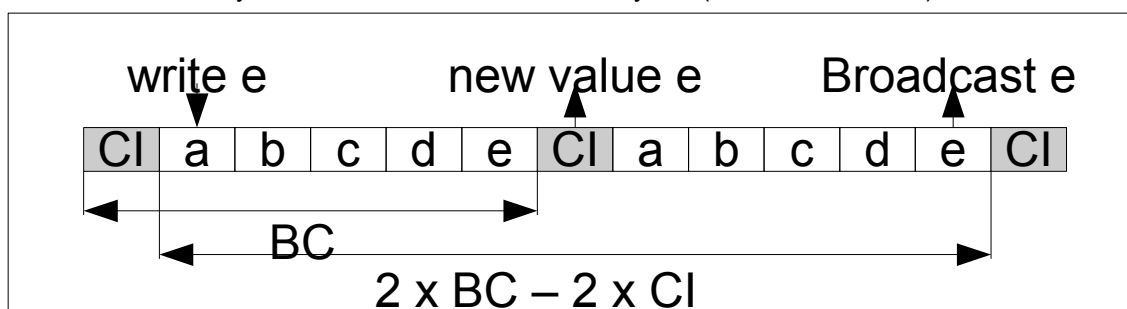 write e new value e Broadcast e
CI a b c d e CI a b c d e CI
BC
2 x BC – 2 x CI